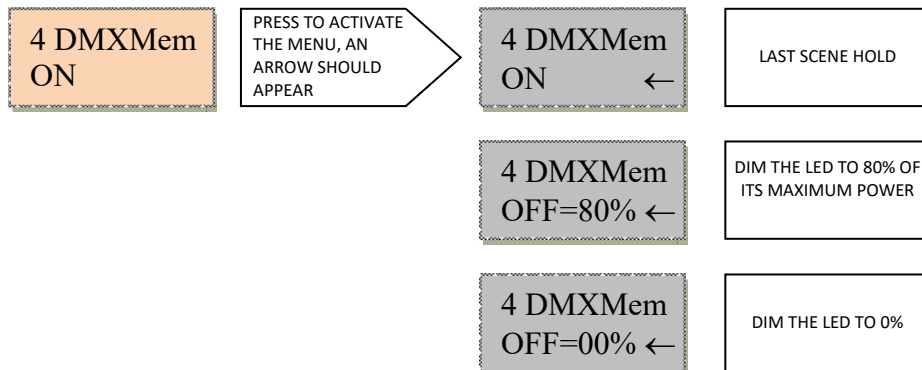 4 DMXMem
ON
PRESS TO ACTIVATE
THE MENU, AN
ARROW SHOULD
APPEAR
4 DMXMem
ON ←
LAST SCENE HOLD
4 DMXMem
OFF=80% ←
DIM THE LED TO 80% OF
ITS MAXIMUM POWER
4 DMXMem
OFF=00% ←
DIM THE LED TO 0%